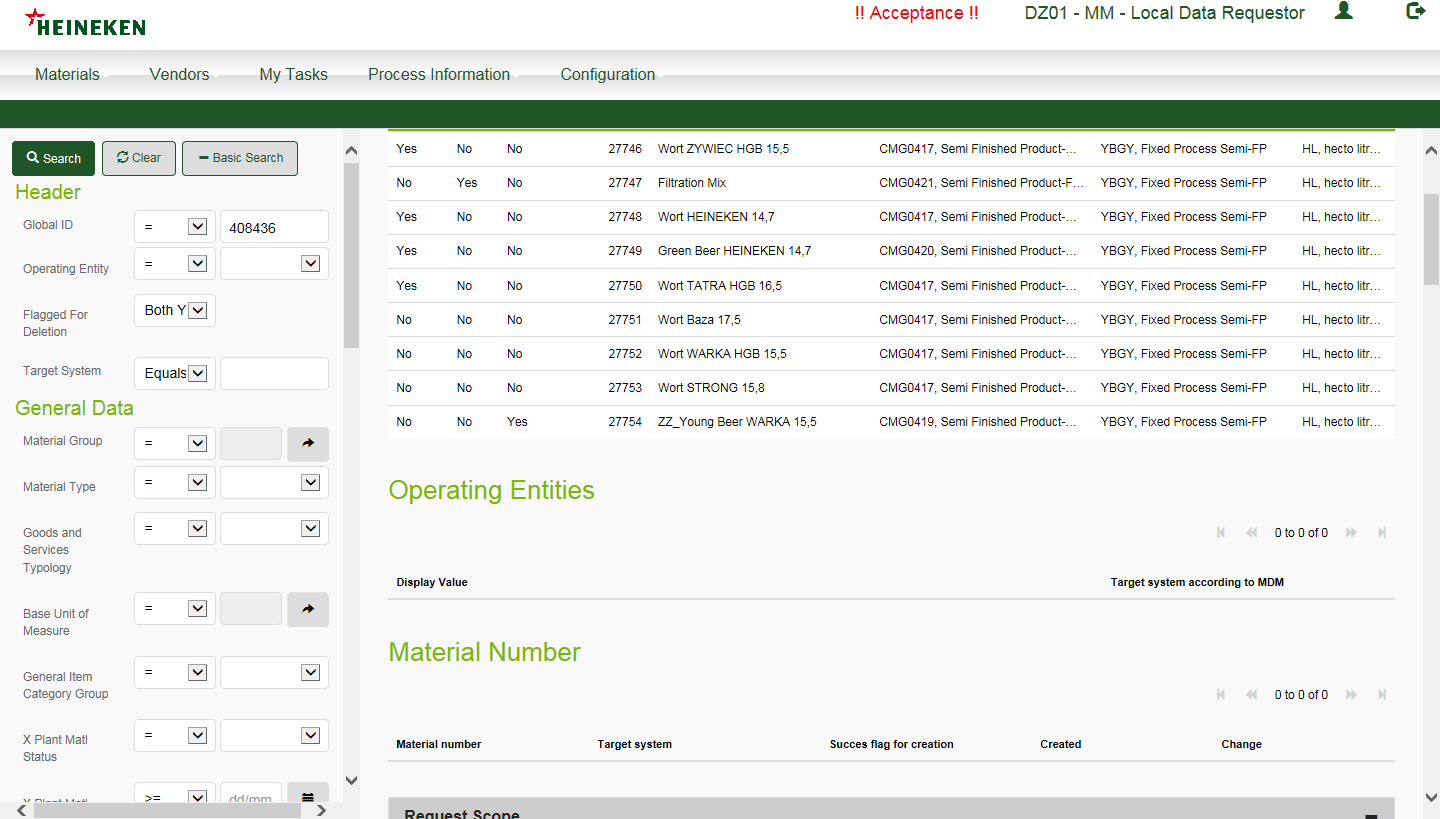 HEINEKEN
!! Acceptance !!
DZ01 - MM - Local Data Requestor
Materials
Vendors
My Tasks
Process Information
Configuration
Search
Clear
Basic Search
Header
Global ID
=
408436
Operating Entity
=
Flagged For
Deletion
Both Y
Target System
Equals
General Data
Material Group
=
Material Type
=
Goods and
Services
Typology
=
Base Unit of
Measure
=
General Item
Category Group
=
X Plant Matl
Status
=
X Plant Matl
>=
dd/mm
Yes No No 27746 Wort ZYWIEC HGB 15,5 CMG0417, Semi Finished Product-... YBGY, Fixed Process Semi-FP HL, hecto litr...
No Yes No 27747 Filtration Mix CMG0421, Semi Finished Product-F... YBGY, Fixed Process Semi-FP HL, hecto litr...
Yes No No 27748 Wort HEINEKEN 14,7 CMG0417, Semi Finished Product-... YBGY, Fixed Process Semi-FP HL, hecto litr...
Yes No No 27749 Green Beer HEINEKEN 14,7 CMG0420, Semi Finished Product-... YBGY, Fixed Process Semi-FP HL, hecto litr...
Yes No No 27750 Wort TATRA HGB 16,5 CMG0417, Semi Finished Product-... YBGY, Fixed Process Semi-FP HL, hecto litr...
No No No 27751 Wort Baza 17,5 CMG0417, Semi Finished Product-... YBGY, Fixed Process Semi-FP HL, hecto litr...
No No No 27752 Wort WARKA HGB 15,5 CMG0417, Semi Finished Product-... YBGY, Fixed Process Semi-FP HL, hecto litr...
No No No 27753 Wort STRONG 15,8 CMG0417, Semi Finished Product-... YBGY, Fixed Process Semi-FP HL, hecto litr...
No No Yes 27754 ZZ_Young Beer WARKA 15,5 CMG0419, Semi Finished Product-... YBGY, Fixed Process Semi-FP HL, hecto litr...
Operating Entities
0 to 0 of 0
Display Value Target system according to MDM
Material Number
0 to 0 of 0
Material number Target system Succes flag for creation Created Change
Request Scope